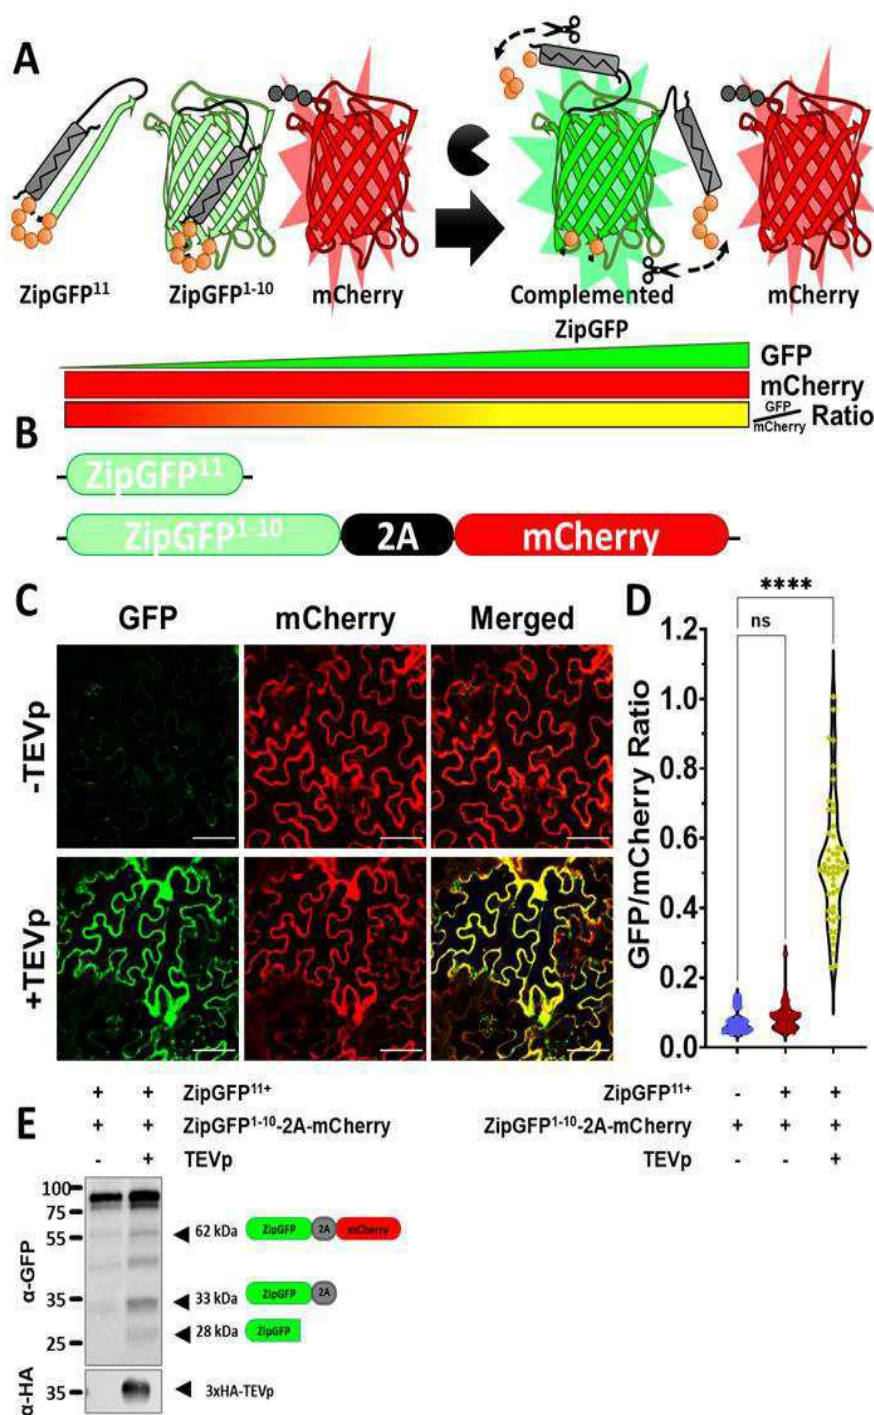 A
ZipGFP¹¹
ZipGFP¹⁻¹⁰
mCherry
Complemented
ZipGFP
mCherry
GFP
mCherry
GFP
mCherry
Ratio
B
ZipGFP¹¹
ZipGFP¹⁻¹⁰ 2A mCherry
C
GFP mCherry Merged
-TEVp
+TEVp
D
****
ns
GFP/mCherry Ratio
1.2
1.0
0.8
0.6
0.4
0.2
0.0
- + + ZipGFP¹¹⁺
+ + + ZipGFP¹⁻¹⁰-2A-mCherry
- - + TEVp
E
+ + ZipGFP¹¹⁺
+ + ZipGFP¹⁻¹⁰-2A-mCherry
- + TEVp
α-GFP
100
75
55
35
25
62 kDa ZipGFP 2A mCherry
33 kDa ZipGFP 2A
28 kDa ZipGFP
α-HA
35
3xHA-TEVp